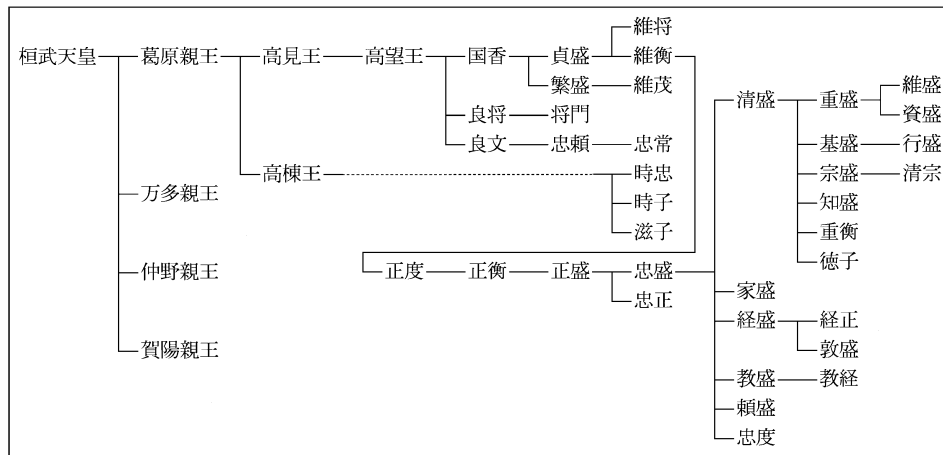 維将
桓武天皇 葛原親王 高見王 高望王 国香 貞盛 維衡
繁盛 維茂 清盛 重盛 維盛
資盛
良将 将門
良文 忠頼 忠常 基盛 行盛
高棟王 時忠 宗盛 清宗
万多親王 時子 知盛
滋子 重衡
徳子
仲野親王 正度 正衡 正盛 忠盛
家盛
忠正
経盛 経正
賀陽親王 敦盛
教盛 教経
頼盛
忠度